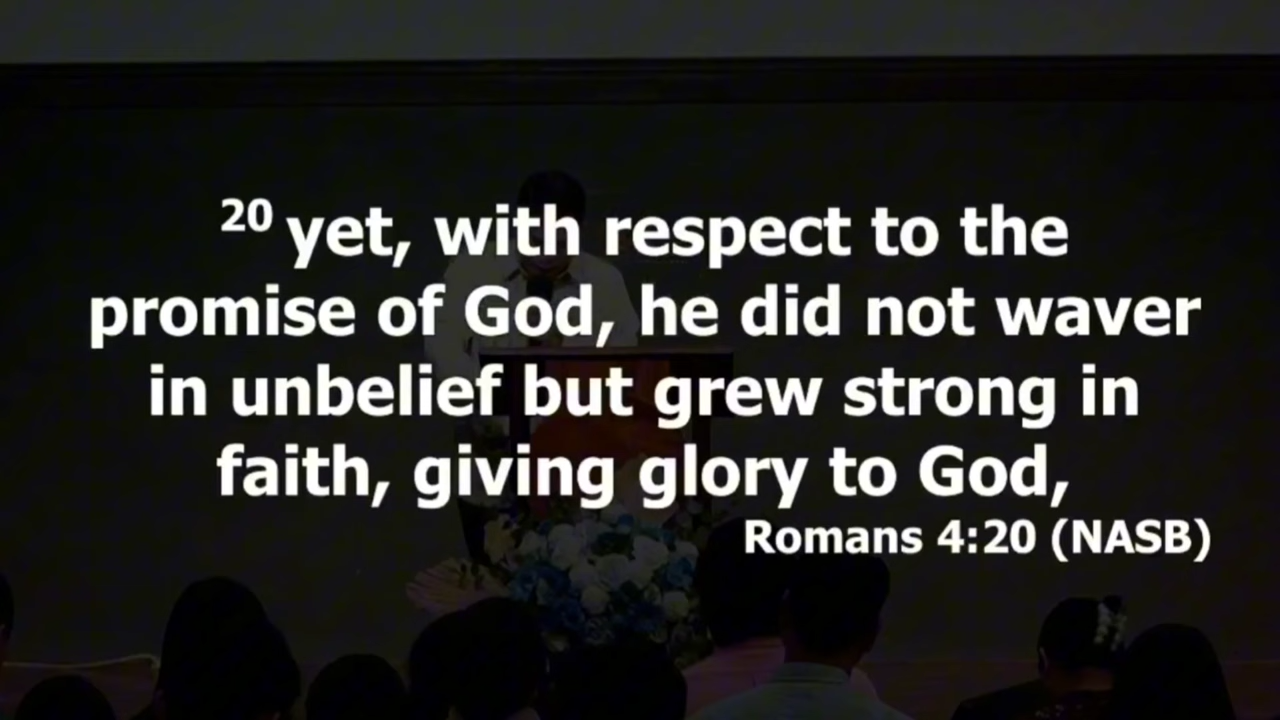 20 yet, with respect to the
promise of God, he did not waver
in unbelief but grew strong in
faith, giving glory to God,
Romans 4:20 (NASB)